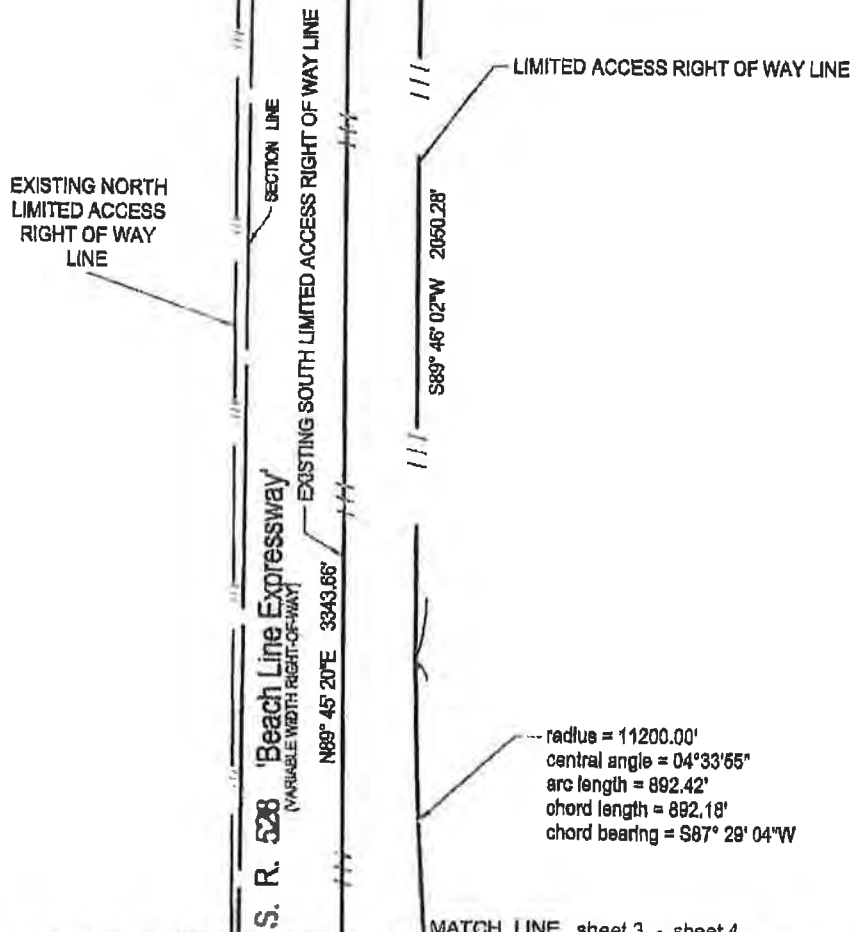 LIMITED ACCESS RIGHT OF WAY LINE
EXISTING NORTH
LIMITED ACCESS
RIGHT OF WAY
LINE
SECTION LINE
EXISTING SOUTH LIMITED ACCESS RIGHT OF WAY LINE
S89° 46' 02"W 2050.28'
S. R. 528 'Beach Line Expressway'
(VARIABLE WIDTH RIGHT-OF-WAY)
N89° 45' 20"E 3343.66'
radius = 11200.00'
central angle = 04°33'55"
arc length = 892.42'
chord length = 892.18'
chord bearing = S87° 29' 04"W
MATCH LINE sheet 3 - sheet 4